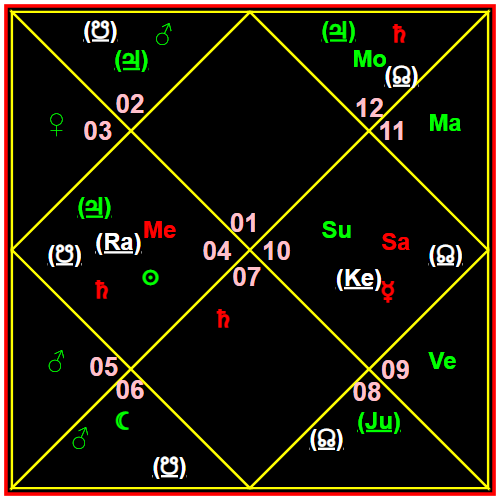 (☋) ♂ (♃) ♄
(♃) Mo (☊)
02 12
♀ 03 11 Ma
(♃)
(☋) (Ra) Me 01 Su Sa (☊)
04 10
♄ ☉ 07 (Ke) ☿
♄
♂ 05 09 Ve
06 08
♂ ☾ (☊) (Ju)
(☋)